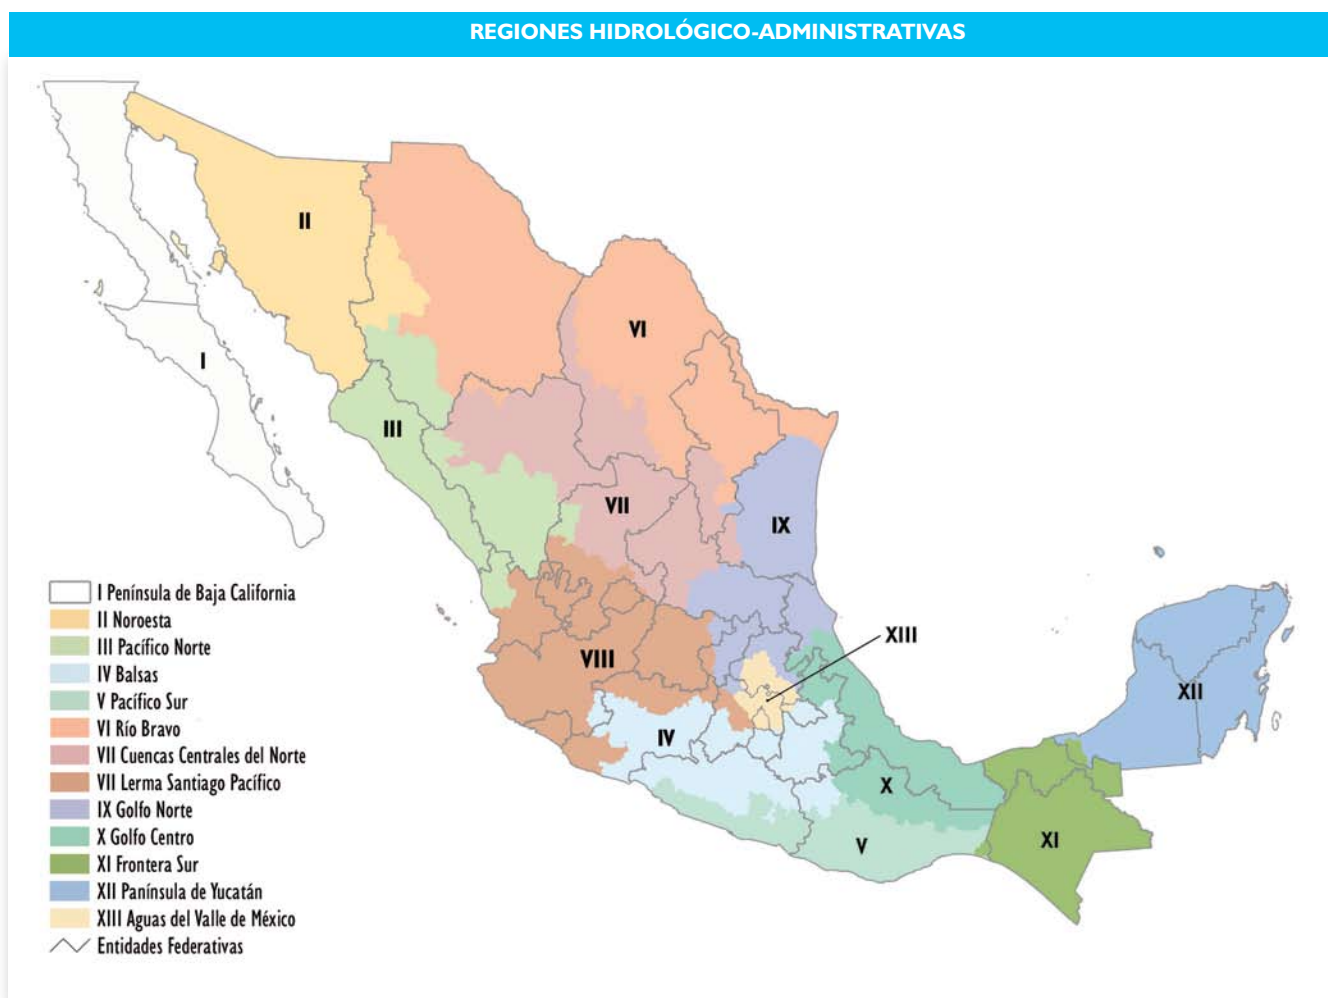 REGIONES HIDROLÓGICO-ADMINISTRATIVAS
II
VI
I
III
VII
IX
XIII
VIII
XII
IV
X
V
XI
I Península de Baja California
II Noroesta
III Pacífico Norte
IV Balsas
V Pacífico Sur
VI Río Bravo
VII Cuencas Centrales del Norte
VII Lerma Santiago Pacífico
IX Golfo Norte
X Golfo Centro
XI Frontera Sur
XII Panínsula de Yucatán
XIII Aguas del Valle de México
Entidades Federativas